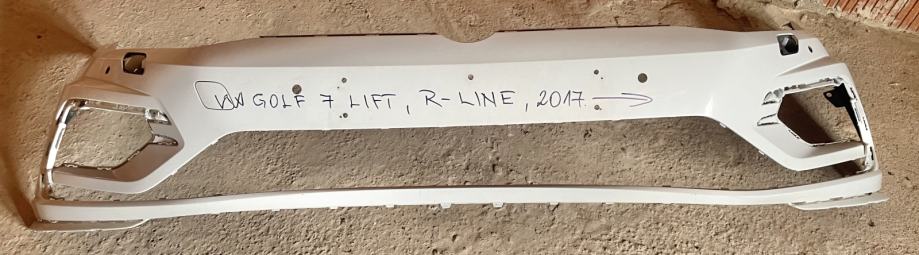 VW GOLF 7 LIFT, R-LINE, 2017 →